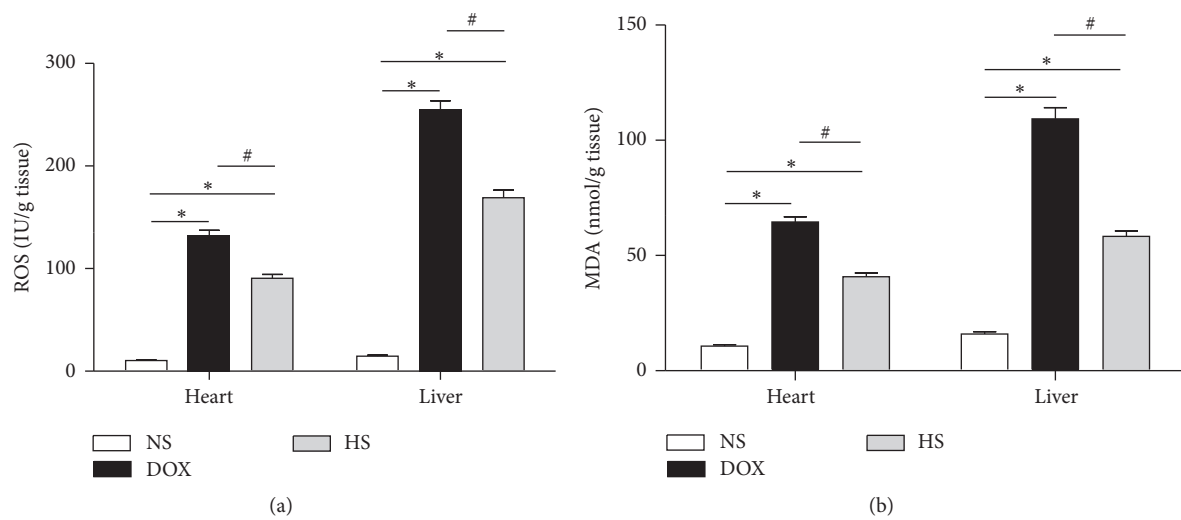 300
200
100
0
ROS (IU/g tissue)
#
*
*
#
*
*
Heart
Liver
NS
HS
DOX
(a)
150
100
50
0
MDA (nmol/g tissue)
#
*
*
#
*
*
Heart
Liver
NS
HS
DOX
(b)